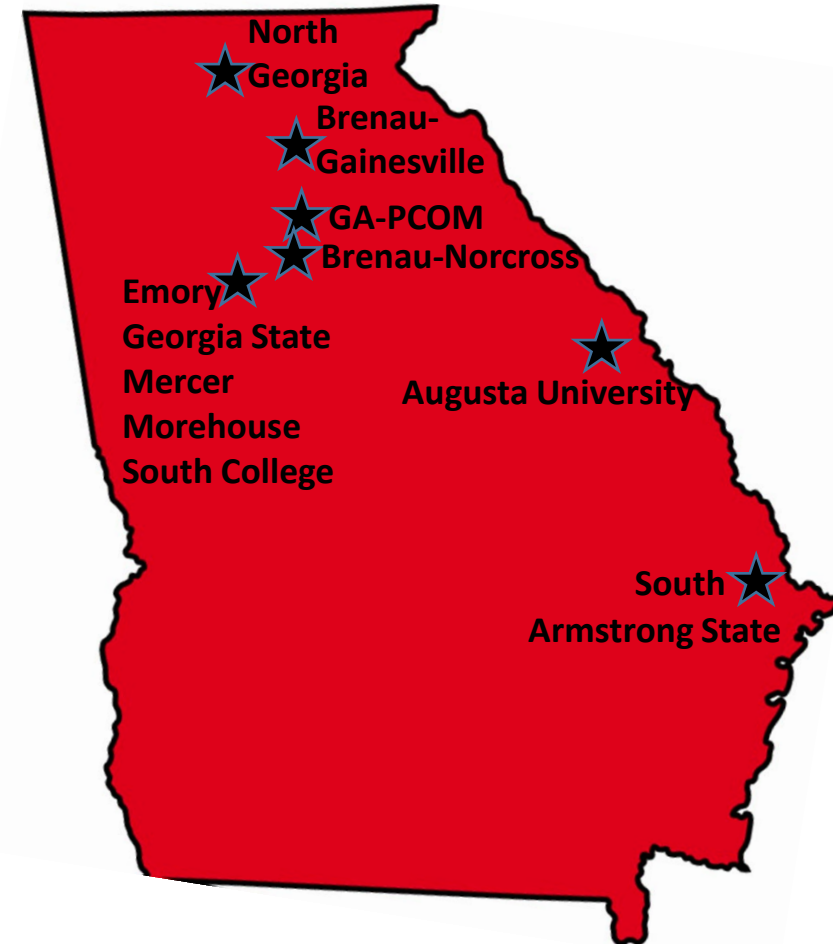 North
Georgia
Brenau-
Gainesville
GA-PCOM
Brenau-Norcross
Emory
Georgia State
Mercer
Morehouse
South College
Augusta University
South
Armstrong State